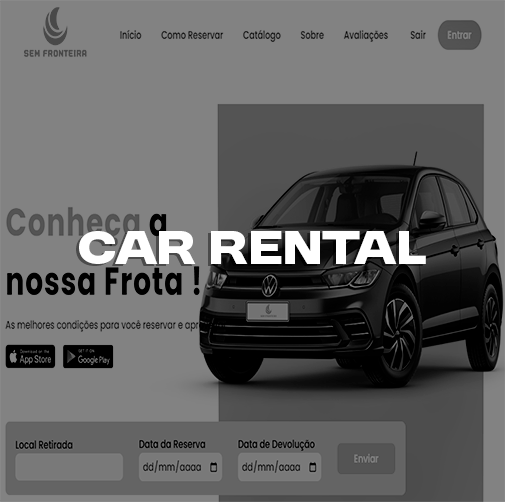 SEM FRONTEIRA
Início Como Reservar Catálogo Sobre Avaliações Sair Entrar
Conheça a
CAR RENTAL
nossa Frota !
As melhores condições para você reservar e apr
Download on the App Store GET IT ON Google Play
Local Retirada Data da Reserva Data de Devolução
dd/mm/aaaa dd/mm/aaaa Enviar